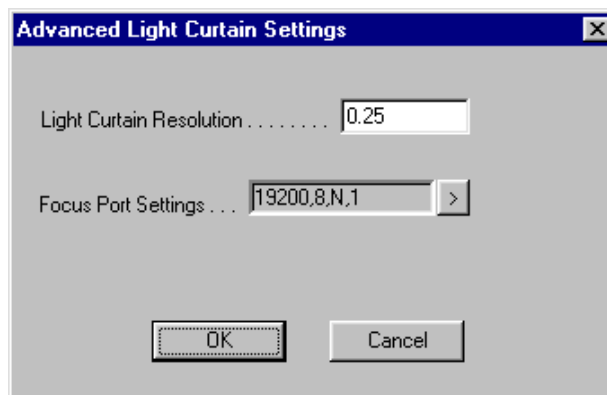 Advanced Light Curtain Settings
Light Curtain Resolution . . . . . . . . 0.25
Focus Port Settings . . . 19200,8,N,1 >
OK Cancel